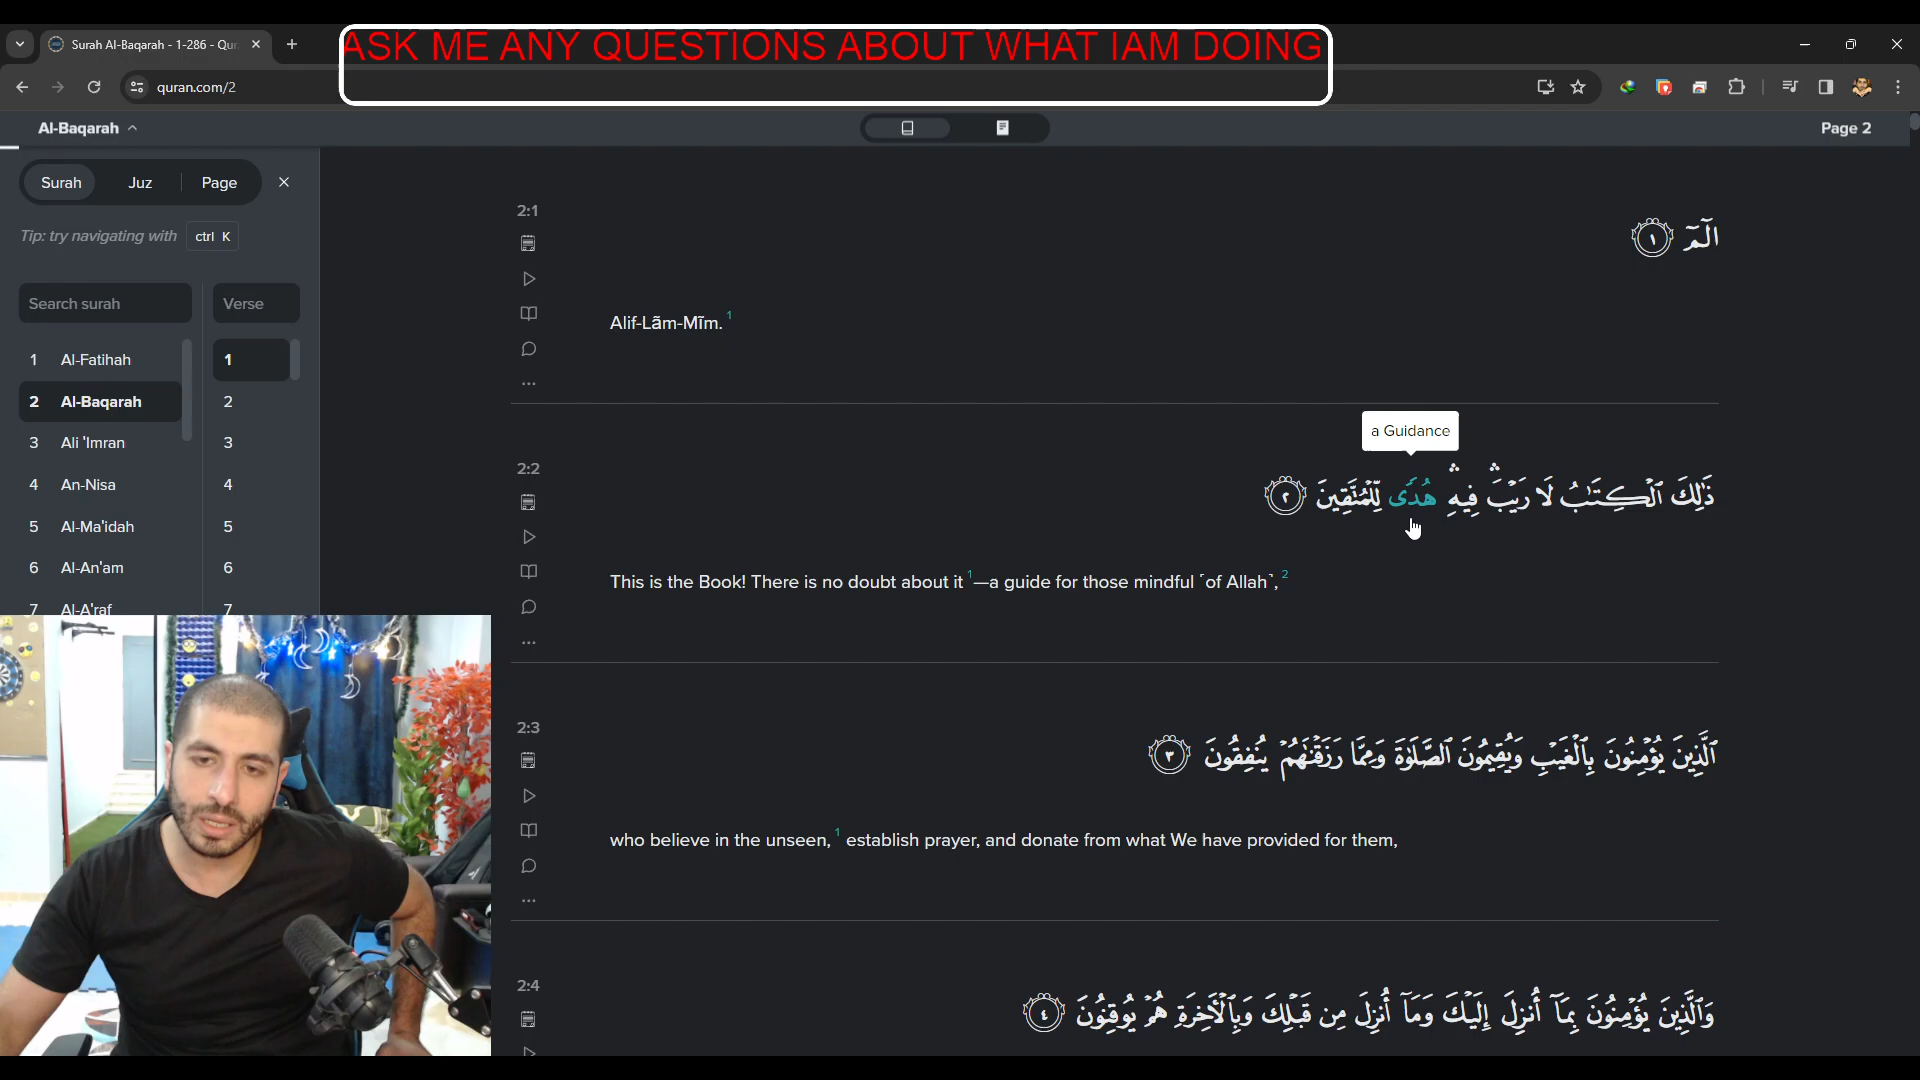 Surah Al-Baqarah - 1-286 - Qur
ASK ME ANY QUESTIONS ABOUT WHAT IAM DOING
quran.com/2
Al-Baqarah
Page 2
Surah
Juz
Page
Tip: try navigating with ctrl K
Search surah
Verse
1 Al-Fatihah
2 Al-Baqarah
3 Ali 'Imran
4 An-Nisa
5 Al-Ma'idah
6 Al-An'am
7 Al-A'raf
1
2
3
4
5
6
7
2:1
الٓمٓ ١
Alif-Lãm-Mĩm. 1
a Guidance
2:2
ذَٰلِكَ ٱلْكِتَـٰبُ لَا رَيْبَ ۛ فِيهِ ۛ هُدًى لِّلْمُتَّقِينَ ٢
This is the Book! There is no doubt about it 1—a guide for those mindful ˹of Allah˺, 2
2:3
ٱلَّذِينَ يُؤْمِنُونَ بِٱلْغَيْبِ وَيُقِيمُونَ ٱلصَّلَوٰةَ وَمِمَّا رَزَقْنَـٰهُمْ يُنفِقُونَ ٣
who believe in the unseen, 1 establish prayer, and donate from what We have provided for them,
2:4
وَٱلَّذِينَ يُؤْمِنُونَ بِمَآ أُنزِلَ إِلَيْكَ وَمَآ أُنزِلَ مِن قَبْلِكَ وَبِٱلْـَٔاخِرَةِ هُمْ يُوقِنُونَ ٤